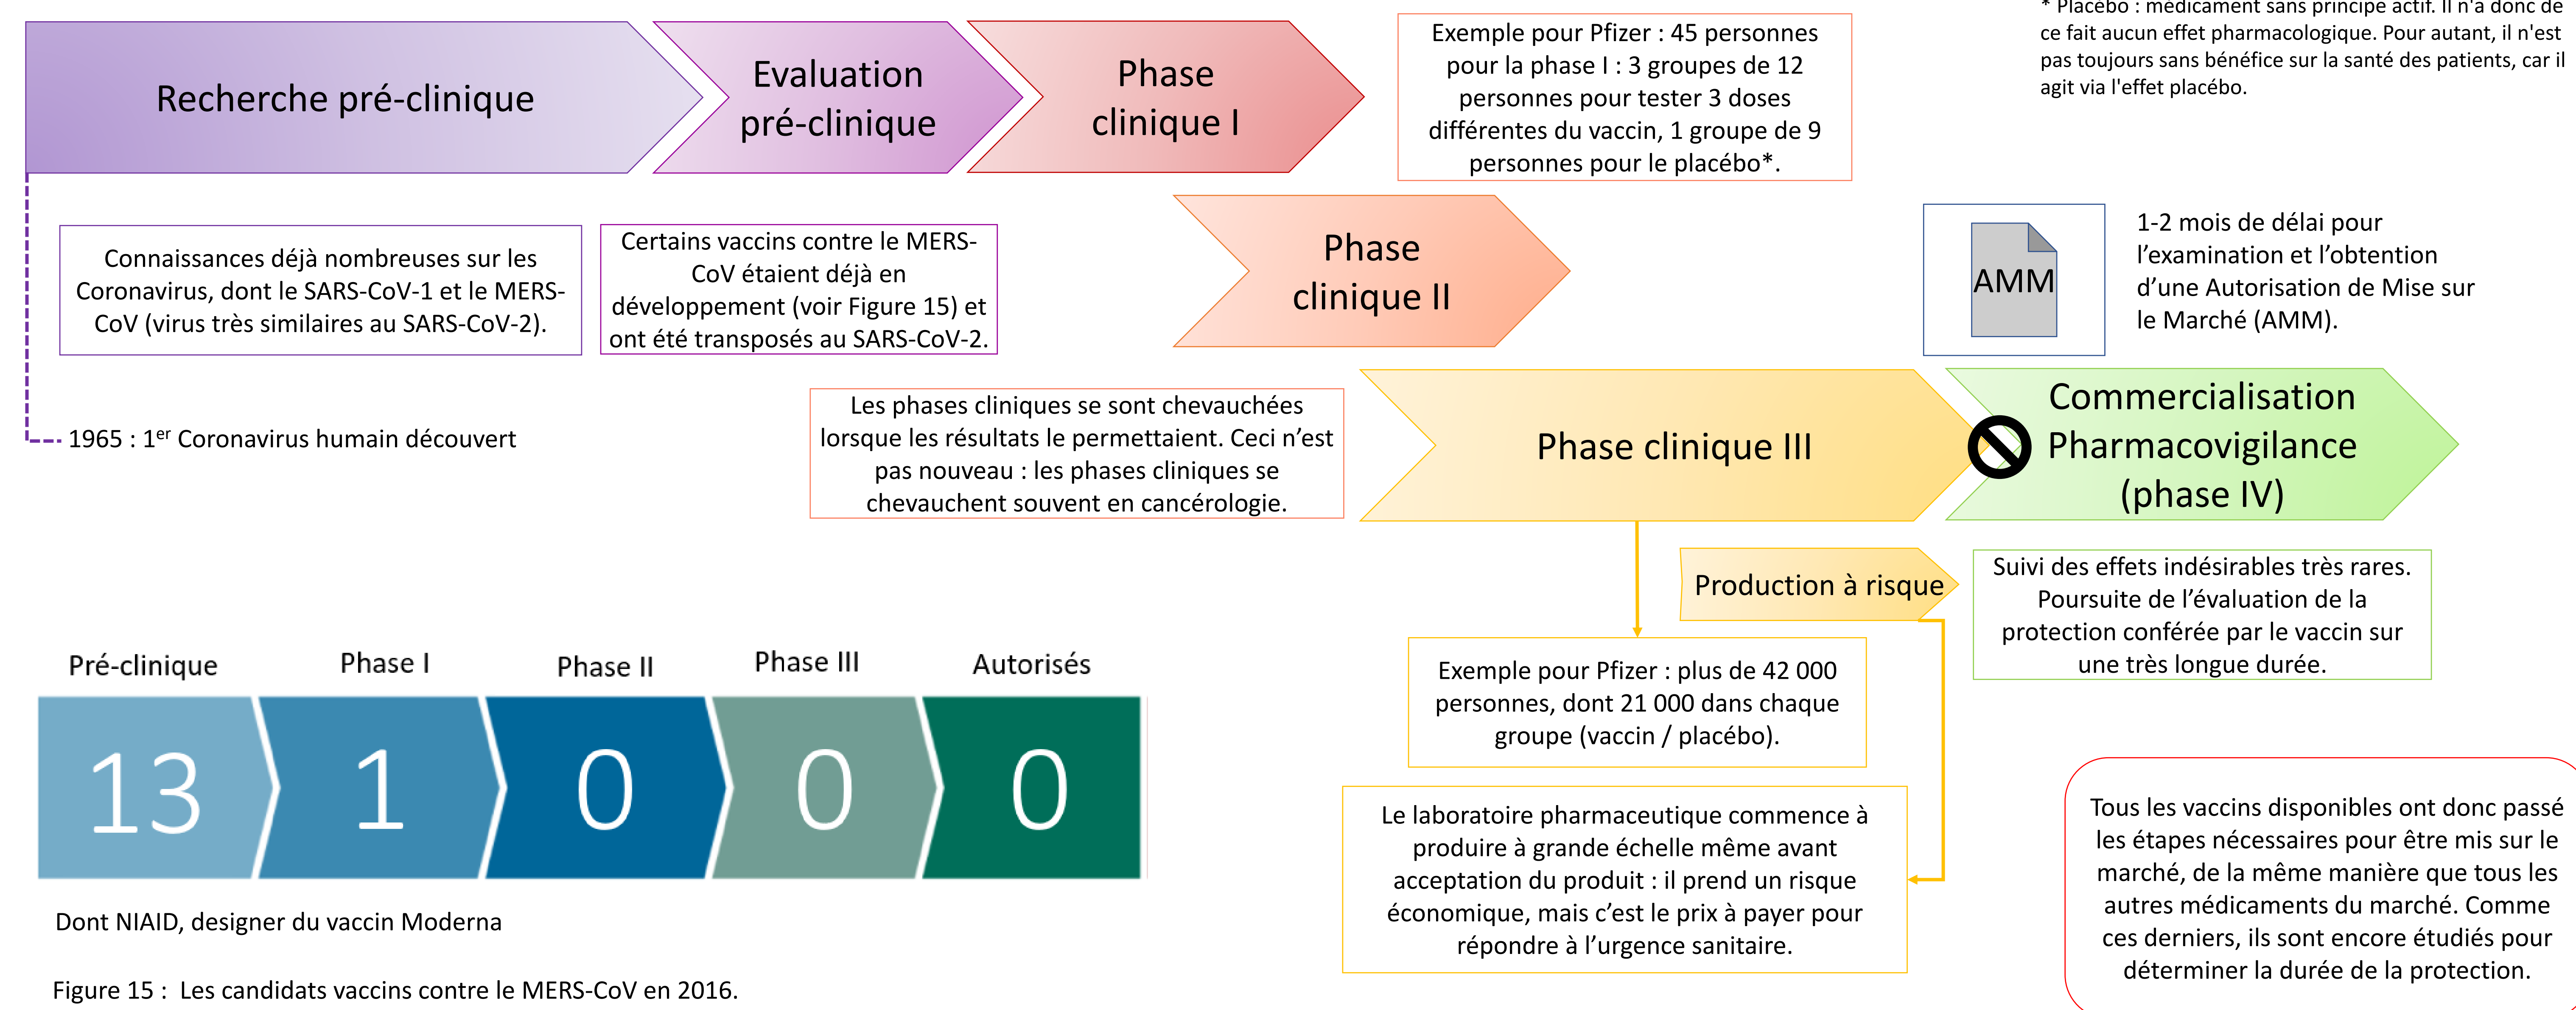 Recherche pré-clinique
Evaluation
pré-clinique
Phase
clinique I
Exemple pour Pfizer : 45 personnes
pour la phase I : 3 groupes de 12
personnes pour tester 3 doses
différentes du vaccin, 1 groupe de 9
personnes pour le placébo*.
* Placébo : médicament sans principe actif. Il n'a donc de
ce fait aucun effet pharmacologique. Pour autant, il n'est
pas toujours sans bénéfice sur la santé des patients, car il
agit via l'effet placébo.
Connaissances déjà nombreuses sur les
Coronavirus, dont le SARS-CoV-1 et le MERS-
CoV (virus très similaires au SARS-CoV-2).
Certains vaccins contre le MERS-
CoV étaient déjà en
développement (voir Figure 15) et
ont été transposés au SARS-CoV-2.
Phase
clinique II
AMM
1-2 mois de délai pour
l’examination et l’obtention
d’une Autorisation de Mise sur
le Marché (AMM).
1965 : 1er Coronavirus humain découvert
Les phases cliniques se sont chevauchées
lorsque les résultats le permettaient. Ceci n’est
pas nouveau : les phases cliniques se
chevauchent souvent en cancérologie.
Phase clinique III
Commercialisation
Pharmacovigilance
(phase IV)
Production à risque
Suivi des effets indésirables très rares.
Poursuite de l’évaluation de la
protection conférée par le vaccin sur
une très longue durée.
Exemple pour Pfizer : plus de 42 000
personnes, dont 21 000 dans chaque
groupe (vaccin / placébo).
Le laboratoire pharmaceutique commence à
produire à grande échelle même avant
acceptation du produit : il prend un risque
économique, mais c’est le prix à payer pour
répondre à l’urgence sanitaire.
Tous les vaccins disponibles ont donc passé
les étapes nécessaires pour être mis sur le
marché, de la même manière que tous les
autres médicaments du marché. Comme
ces derniers, ils sont encore étudiés pour
déterminer la durée de la protection.
Pré-clinique
Phase I
Phase II
Phase III
Autorisés
13
1
0
0
0
Dont NIAID, designer du vaccin Moderna
Figure 15 : Les candidats vaccins contre le MERS-CoV en 2016.